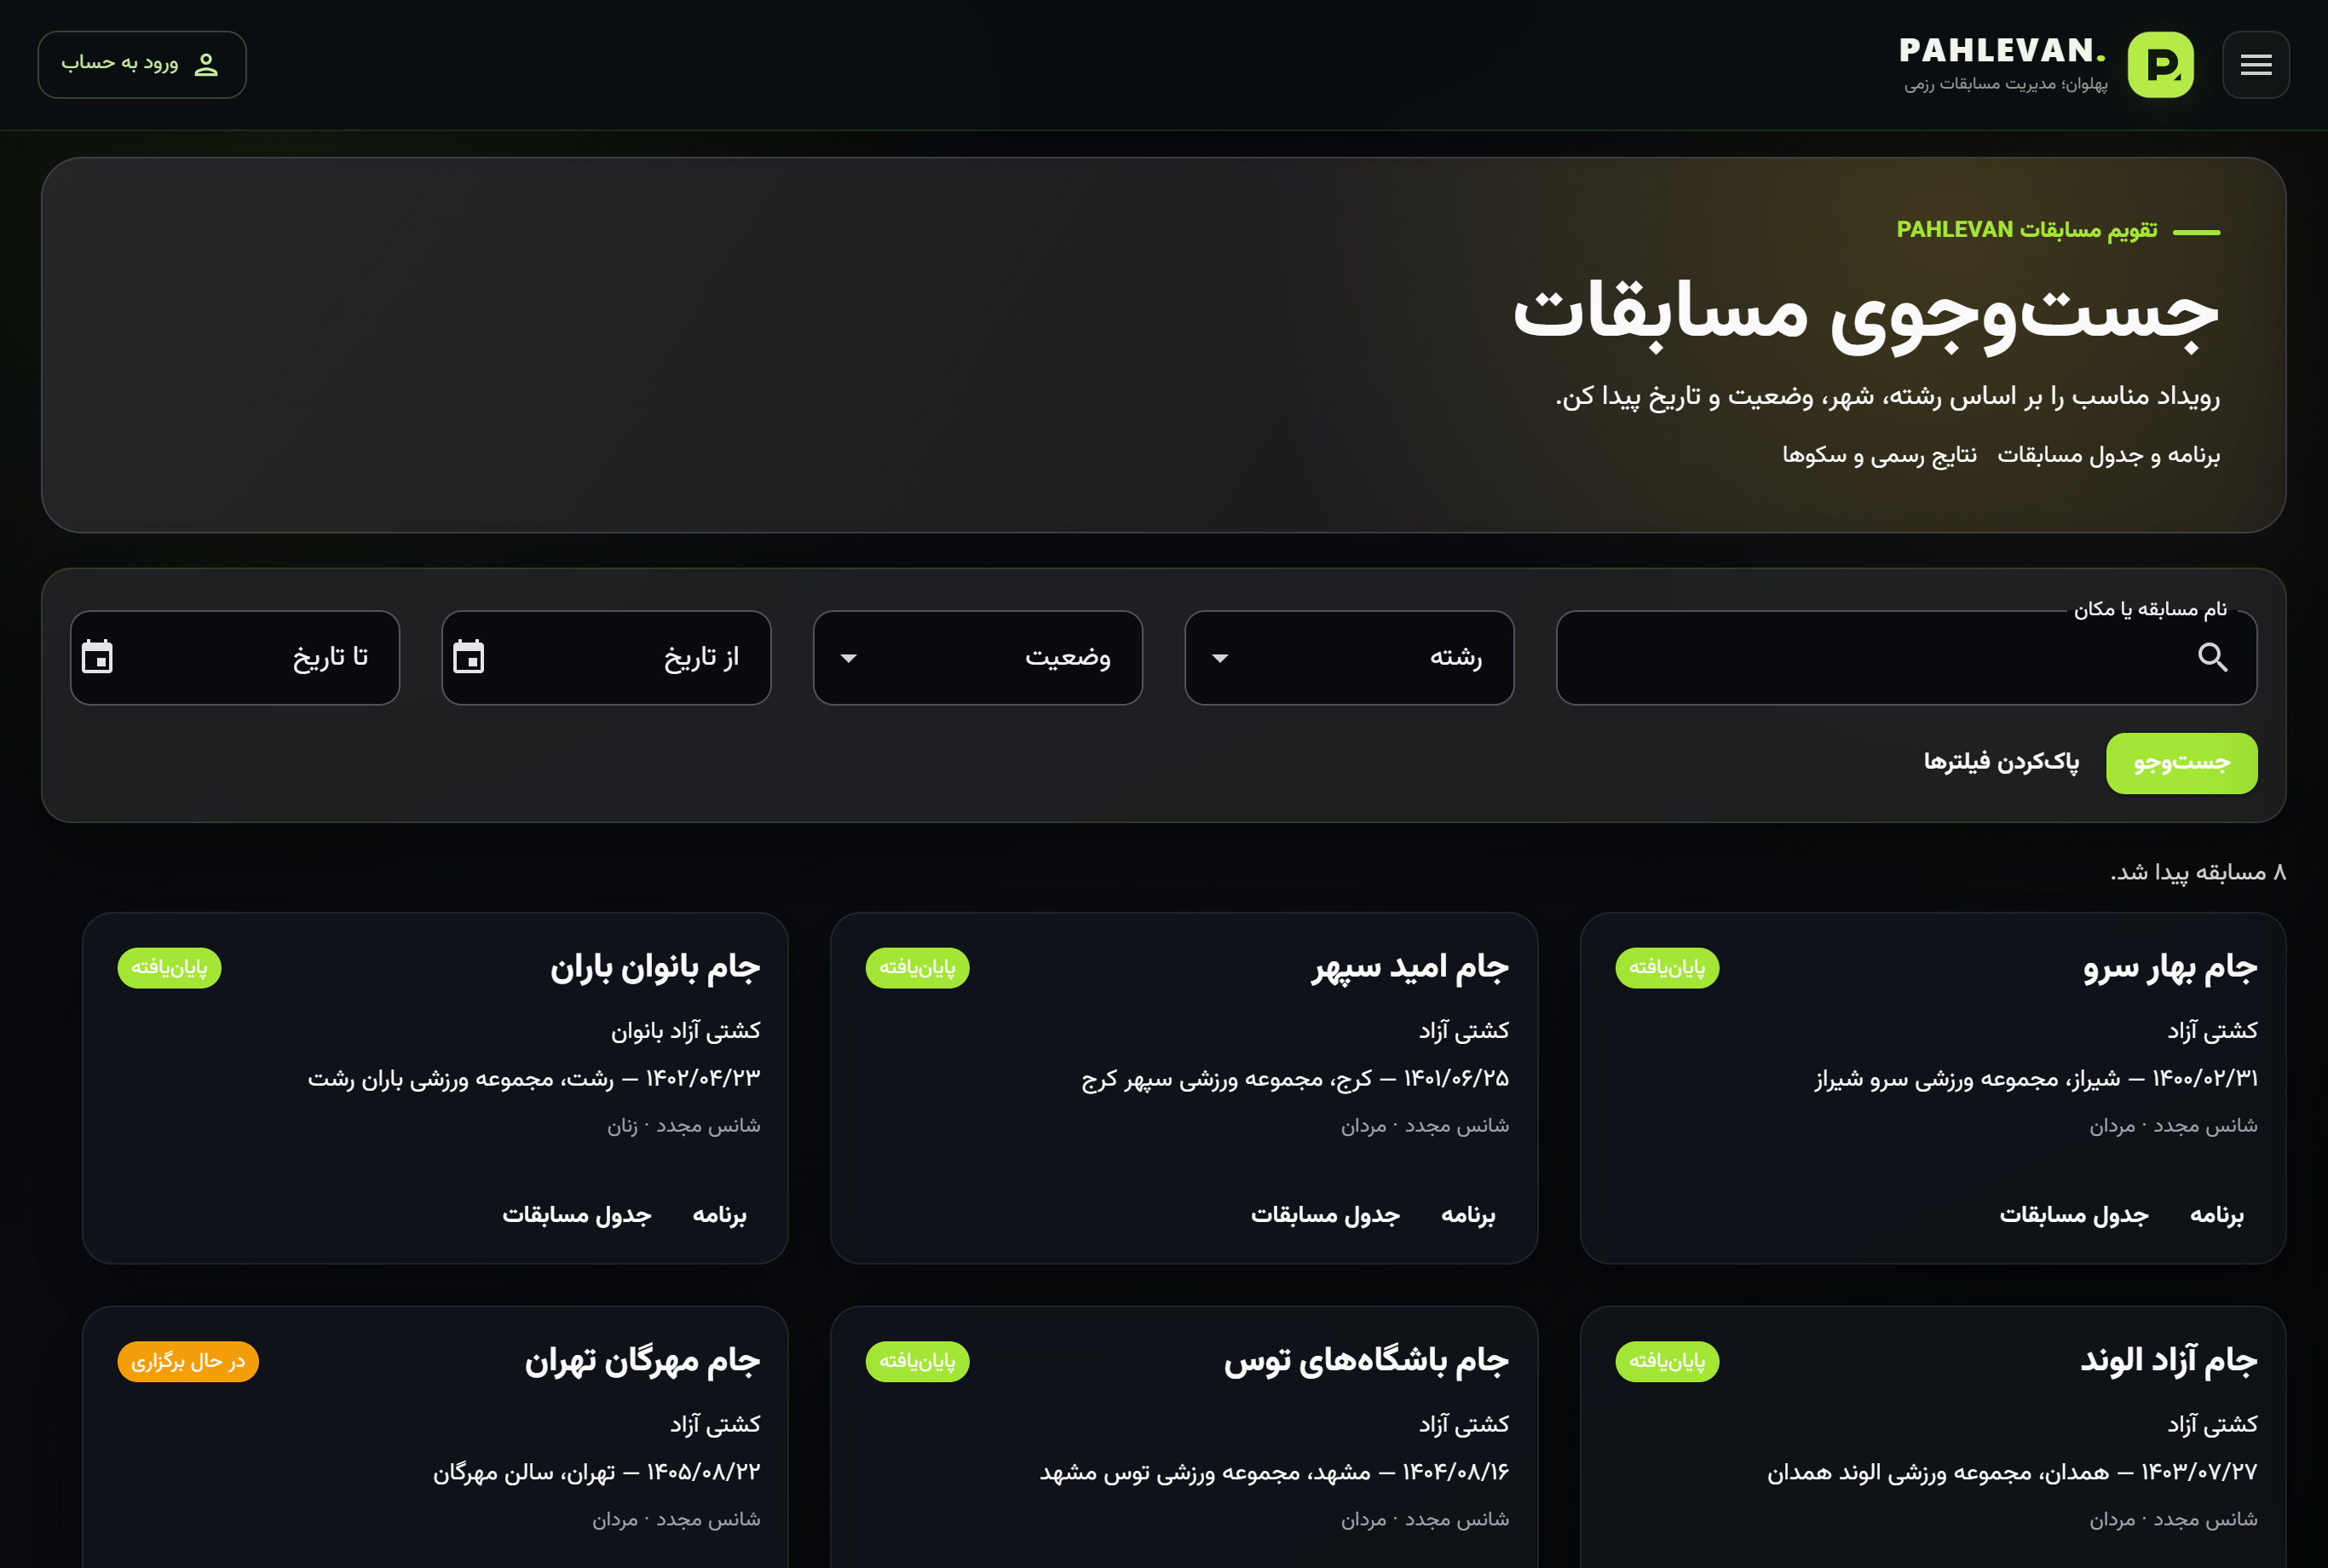 PAHLEVAN.
پهلوان؛ مدیریت مسابقات رزمی
ورود به حساب
تقویم مسابقات PAHLEVAN
جست‌وجوی مسابقات
رویداد مناسب را بر اساس رشته، شهر، وضعیت و تاریخ پیدا کن.
برنامه و جدول مسابقات نتایج رسمی و سکوها
نام مسابقه یا مکان
رشته
وضعیت
از تاریخ
تا تاریخ
جست‌وجو
پاک‌کردن فیلترها
۸ مسابقه پیدا شد.
جام بهار سرو
پایان‌یافته
کشتی آزاد
۱۴۰۰/۰۲/۳۱ — شیراز، مجموعه ورزشی سرو شیراز
شانس مجدد · مردان
برنامه
جدول مسابقات
جام امید سپهر
پایان‌یافته
کشتی آزاد
۱۴۰۱/۰۶/۲۵ — کرج، مجموعه ورزشی سپهر کرج
شانس مجدد · مردان
برنامه
جدول مسابقات
جام بانوان باران
پایان‌یافته
کشتی آزاد بانوان
۱۴۰۲/۰۴/۲۳ — رشت، مجموعه ورزشی باران رشت
شانس مجدد · زنان
برنامه
جدول مسابقات
جام آزاد الوند
پایان‌یافته
کشتی آزاد
۱۴۰۳/۰۷/۲۷ — همدان، مجموعه ورزشی الوند همدان
شانس مجدد · مردان
جام باشگاه‌های توس
پایان‌یافته
کشتی آزاد
۱۴۰۴/۰۸/۱۶ — مشهد، مجموعه ورزشی توس مشهد
شانس مجدد · مردان
جام مهرگان تهران
در حال برگزاری
کشتی آزاد
۱۴۰۵/۰۸/۲۲ — تهران، سالن مهرگان
شانس مجدد · مردان